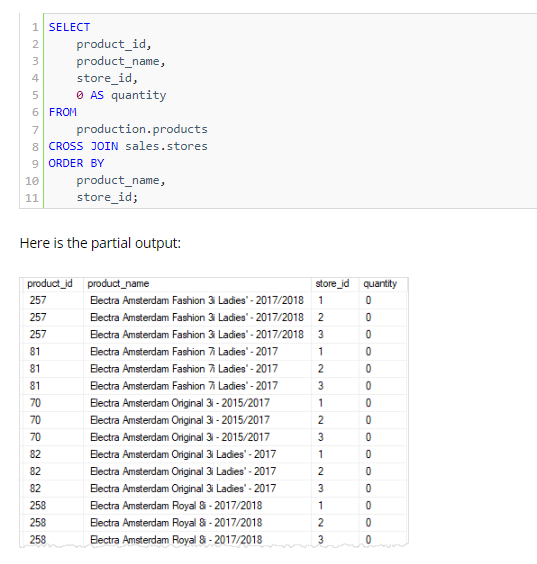 1 SELECT
2 product_id,
3 product_name,
4 store_id,
5 0 AS quantity
6 FROM
7 production.products
8 CROSS JOIN sales.stores
9 ORDER BY
10 product_name,
11 store_id;
Here is the partial output:
product_id product_name store_id quantity
257 Electra Amsterdam Fashion 3i Ladies' - 2017/2018 1 0
257 Electra Amsterdam Fashion 3i Ladies' - 2017/2018 2 0
257 Electra Amsterdam Fashion 3i Ladies' - 2017/2018 3 0
81 Electra Amsterdam Fashion 7i Ladies' - 2017 1 0
81 Electra Amsterdam Fashion 7i Ladies' - 2017 2 0
81 Electra Amsterdam Fashion 7i Ladies' - 2017 3 0
70 Electra Amsterdam Original 3i - 2015/2017 1 0
70 Electra Amsterdam Original 3i - 2015/2017 2 0
70 Electra Amsterdam Original 3i - 2015/2017 3 0
82 Electra Amsterdam Original 3i Ladies' - 2017 1 0
82 Electra Amsterdam Original 3i Ladies' - 2017 2 0
82 Electra Amsterdam Original 3i Ladies' - 2017 3 0
258 Electra Amsterdam Royal 8i - 2017/2018 1 0
258 Electra Amsterdam Royal 8i - 2017/2018 2 0
258 Electra Amsterdam Royal 8i - 2017/2018 3 0